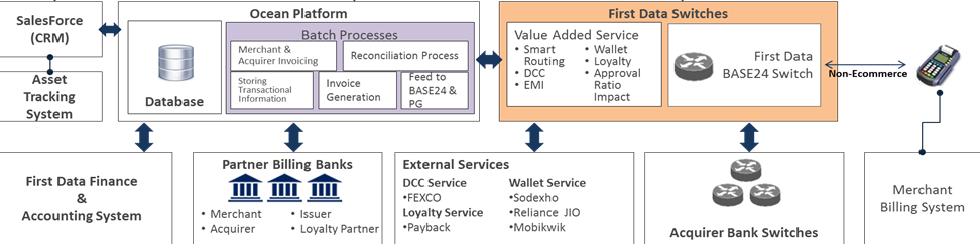 SalesForce
(CRM)
Asset
Tracking
System
Ocean Platform
Database
Batch Processes
Merchant &
Acquirer Invoicing
Reconciliation Process
Storing
Transactional
Information
Invoice
Generation
Feed to
BASE24 &
PG
First Data Switches
Value Added Service
• Smart
Routing
• DCC
• EMI
• Wallet
• Loyalty
• Approval
Ratio
Impact
First Data
BASE24 Switch
Non-Ecommerce
First Data Finance
&
Accounting System
Partner Billing Banks
• Merchant
• Acquirer
• Issuer
• Loyalty Partner
External Services
DCC Service
•FEXCO
Loyalty Service
•Payback
Wallet Service
•Sodexho
•Reliance JIO
•Mobikwik
Acquirer Bank Switches
Merchant
Billing System